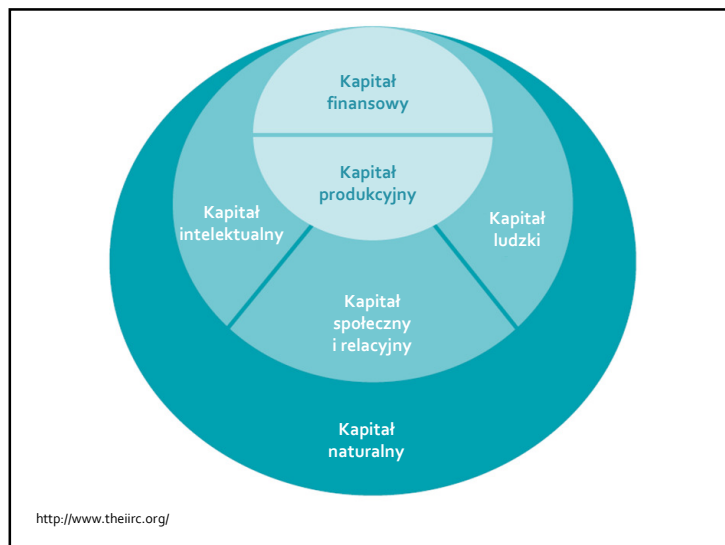 Kapitał
finansowy
Kapitał
produkcyjny
Kapitał
intelektualny
Kapitał
ludzki
Kapitał
społeczny
i relacyjny
Kapitał
naturalny
http://www.theiirc.org/